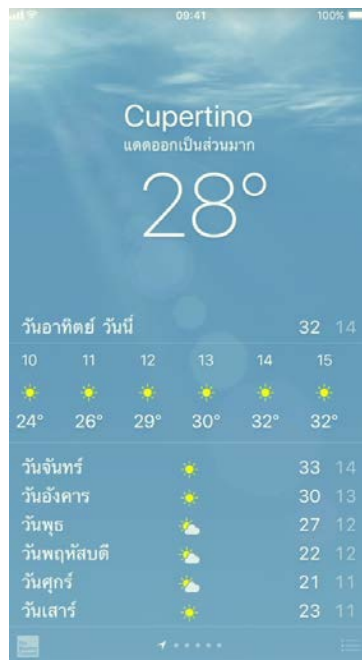 09:41 100%
Cupertino
แดดออกเป็นส่วนมาก
28°
วันอาทิตย์ วันนี้ 32 14
10 11 12 13 14 15
24° 26° 29° 30° 32° 32°
วันจันทร์ 33 14
วันอังคาร 30 13
วันพุธ 27 12
วันพฤหัสบดี 22 12
วันศุกร์ 21 11
วันเสาร์ 23 11